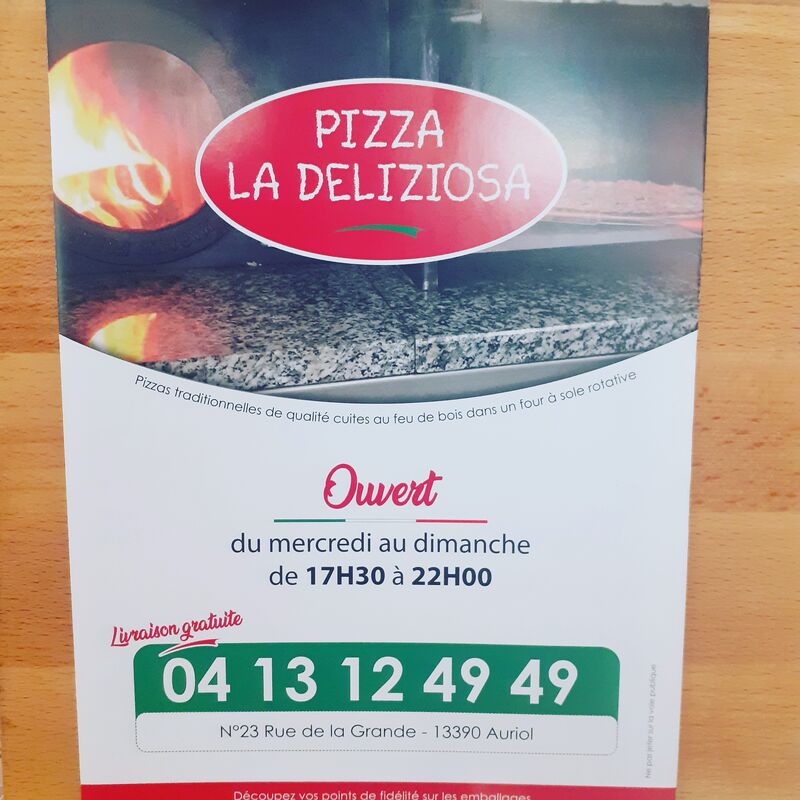 PIZZA
LA DELIZIOSA
Pizzas traditionnelles de qualité cuites au feu de bois dans un four à sole rotative
Ouvert
du mercredi au dimanche
de 17H30 à 22H00
Livraison gratuite
04 13 12 49 49
N°23 Rue de la Grande - 13390 Auriol
Ne pas jeter sur la voie publique
Découpez vos points de fidélité sur les emballages